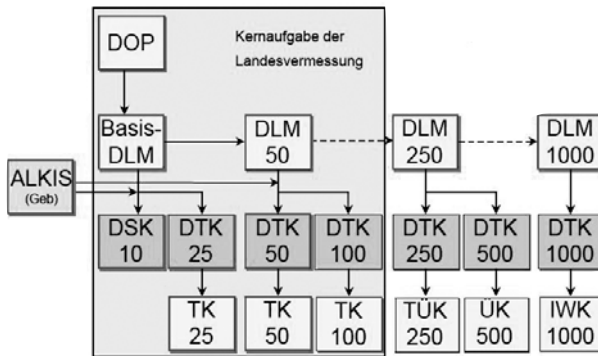 DOP
Kernaufgabe der
Landesvermessung
Basis-
DLM
DLM
50
DLM
250
DLM
1000
ALKIS
(Geb)
DSK
10
DTK
25
DTK
50
DTK
100
DTK
250
DTK
500
DTK
1000
TK
25
TK
50
TK
100
TÜK
250
ÜK
500
IWK
1000